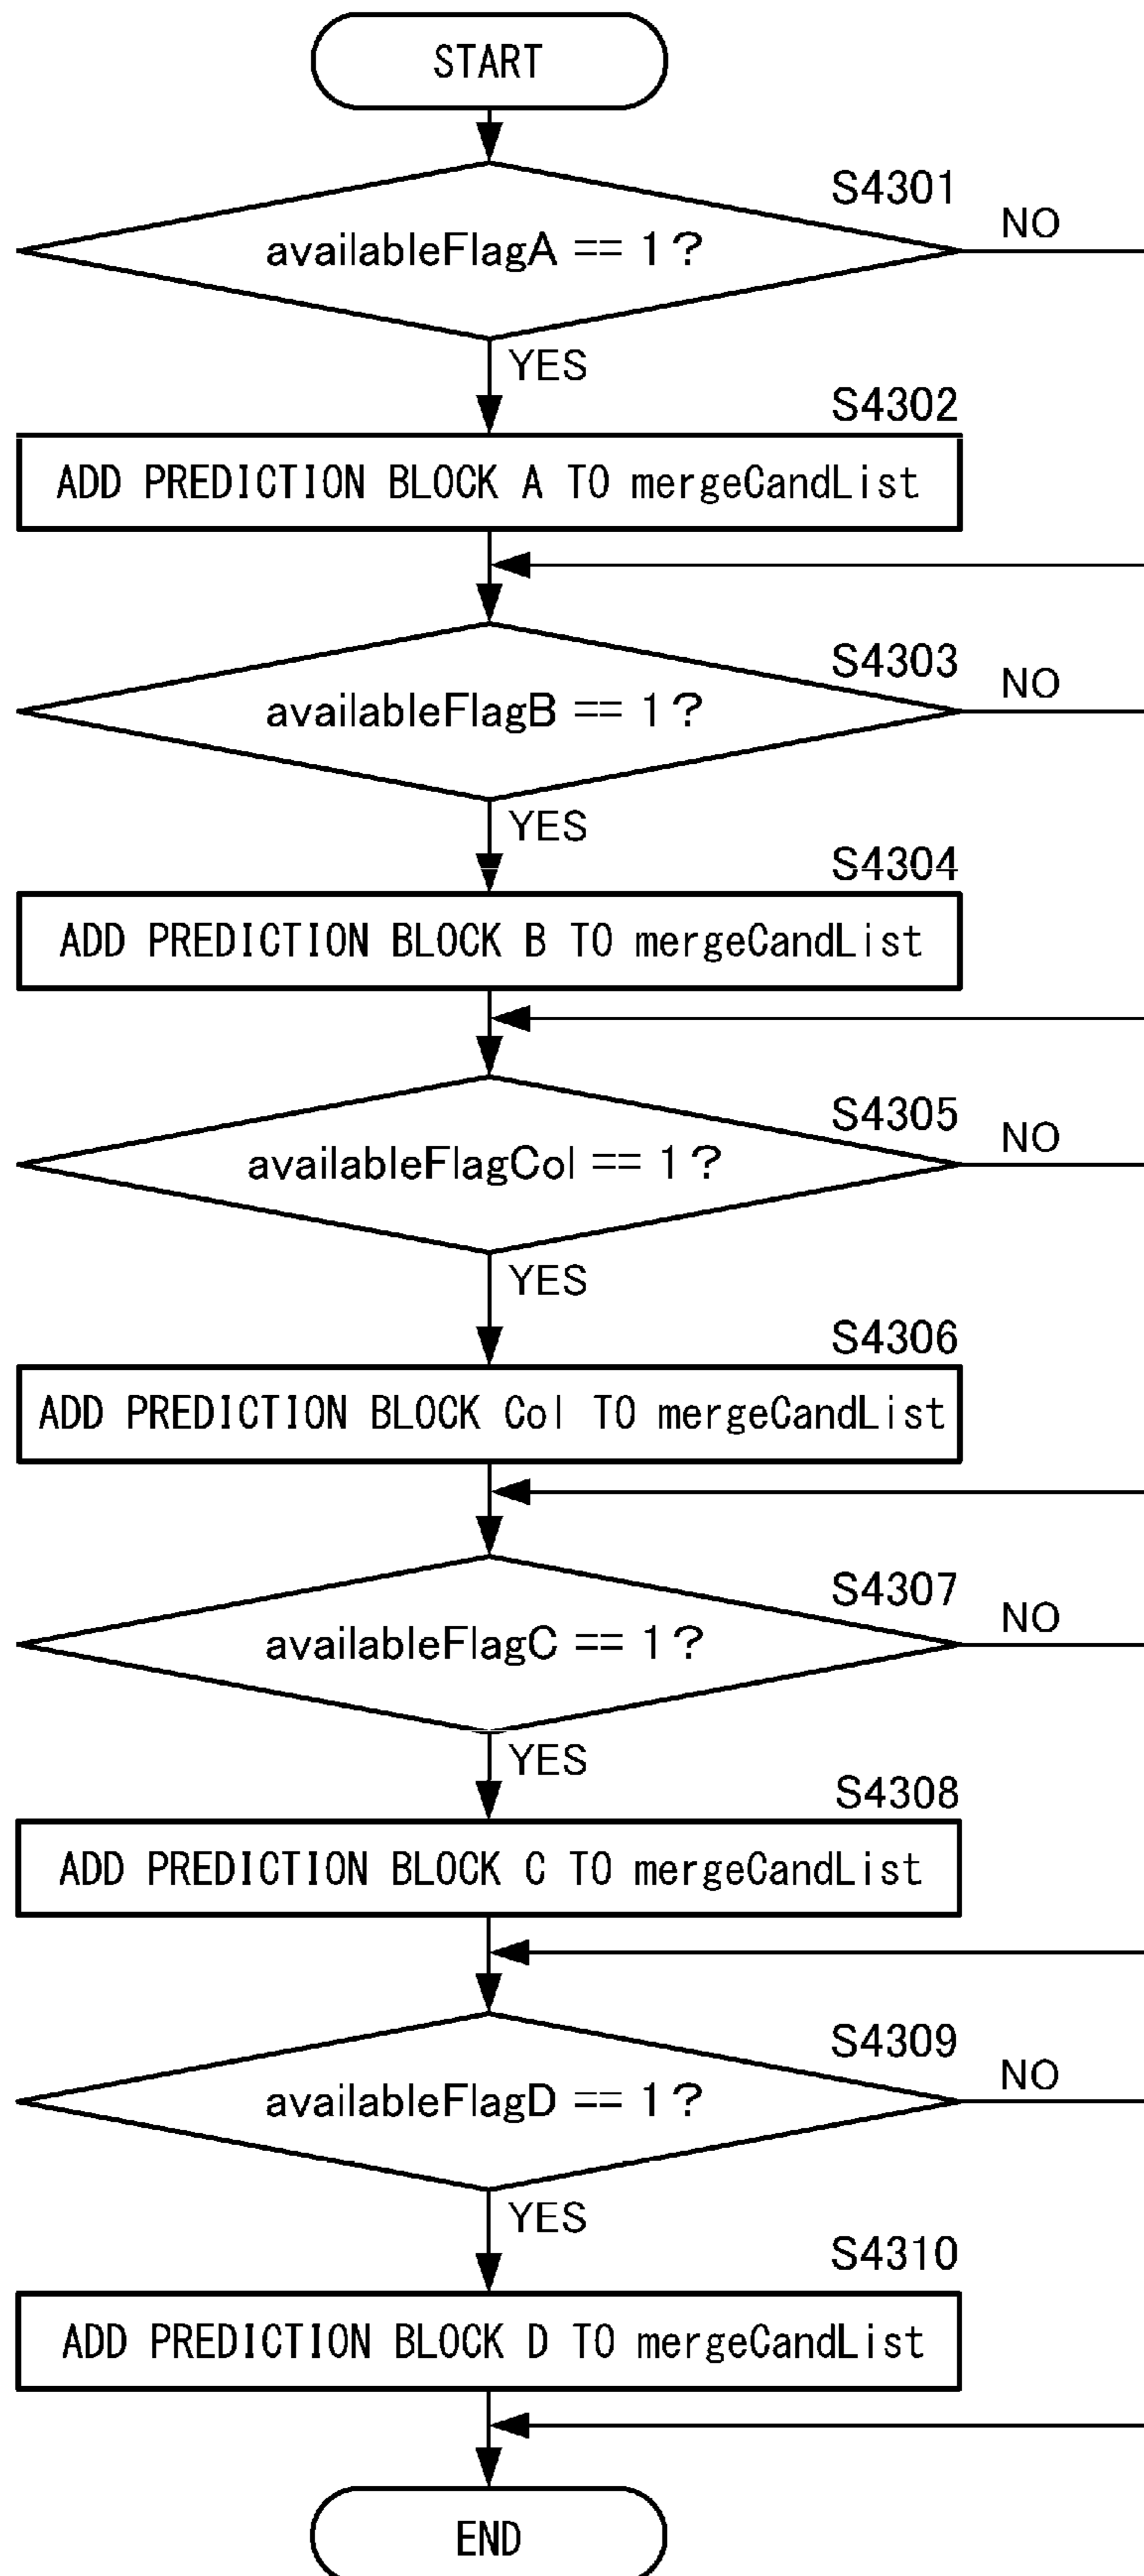 START
S4301
NO
availableFlagA == 1?
YES
S4302
ADD PREDICTION BLOCK A TO mergeCandList
S4303
NO
availableFlagB == 1?
YES
S4304
ADD PREDICTION BLOCK B TO mergeCandList
S4305
NO
availableFlagCol == 1?
YES
S4306
ADD PREDICTION BLOCK Col TO mergeCandList
S4307
NO
availableFlagC == 1?
YES
S4308
ADD PREDICTION BLOCK C TO mergeCandList
S4309
NO
availableFlagD == 1?
YES
S4310
ADD PREDICTION BLOCK D TO mergeCandList
END